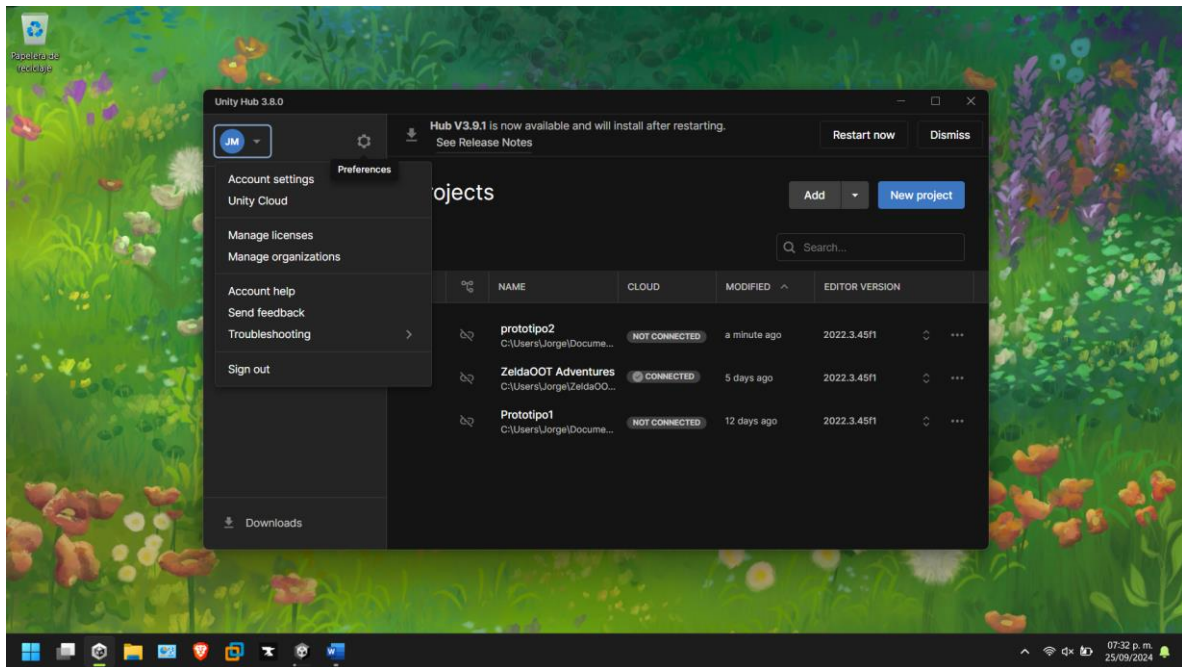 Papelera de
reciclaje
Unity Hub 3.8.0
JM
Hub V3.9.1 is now available and will install after restarting.
See Release Notes
Restart now
Dismiss
Preferences
Account settings
Unity Cloud
Manage licenses
Manage organizations
Account help
Send feedback
Troubleshooting
Sign out
Downloads
ojects
Add
New project
Search...
NAME CLOUD MODIFIED EDITOR VERSION
prototipo2
C:\Users\Jorge\Docume...
NOT CONNECTED
a minute ago
2022.3.45f1
ZeldaOOT Adventures
C:\Users\Jorge\ZeldaOO...
CONNECTED
5 days ago
2022.3.45f1
Prototipo1
C:\Users\Jorge\Docume...
NOT CONNECTED
12 days ago
2022.3.45f1
07:32 p. m.
25/09/2024